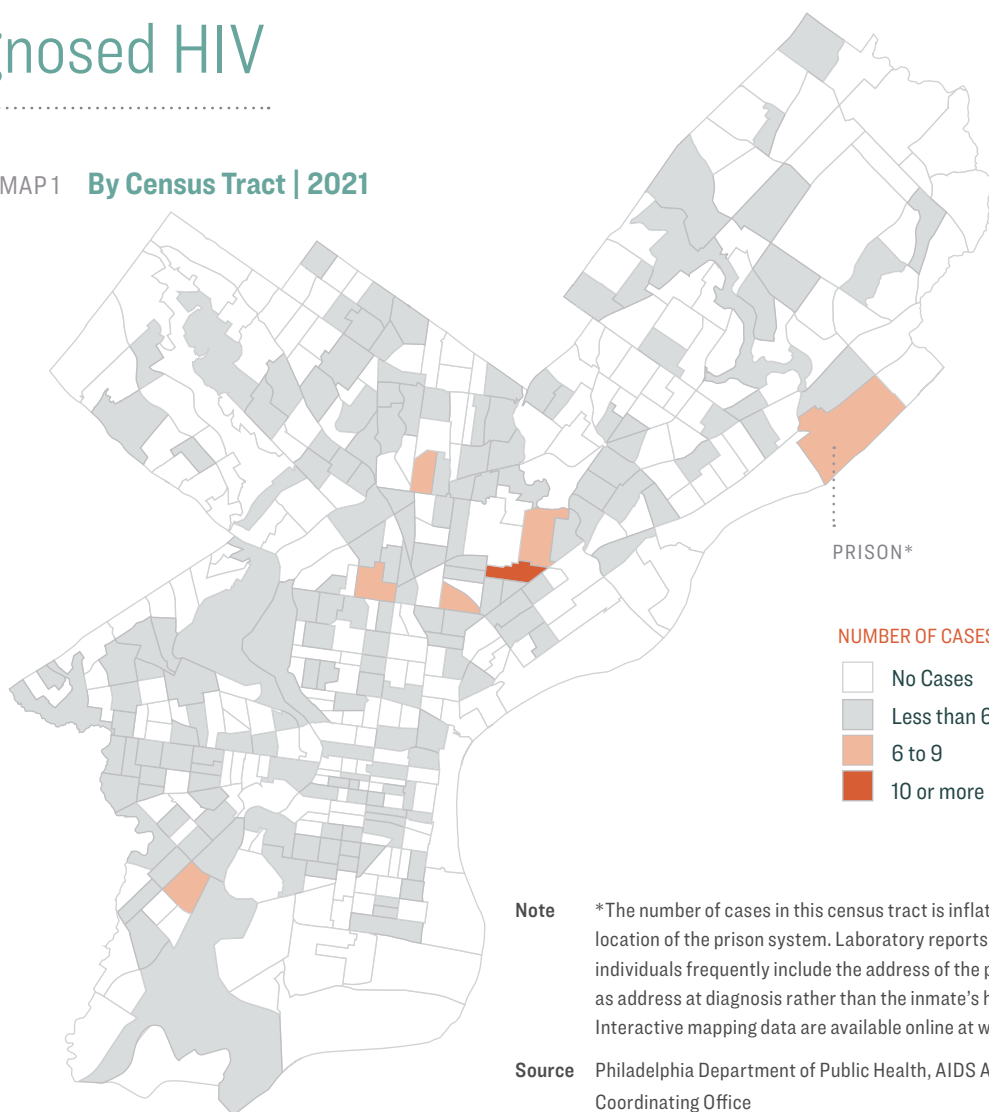 gnosed HIV
MAP 1 By Census Tract | 2021
PRISON*
NUMBER OF CASES
No Cases
Less than 6
6 to 9
10 or more
Note *The number of cases in this census tract is inflat
location of the prison system. Laboratory reports
individuals frequently include the address of the p
as address at diagnosis rather than the inmate's h
Interactive mapping data are available online at w
Source Philadelphia Department of Public Health, AIDS A
Coordinating Office